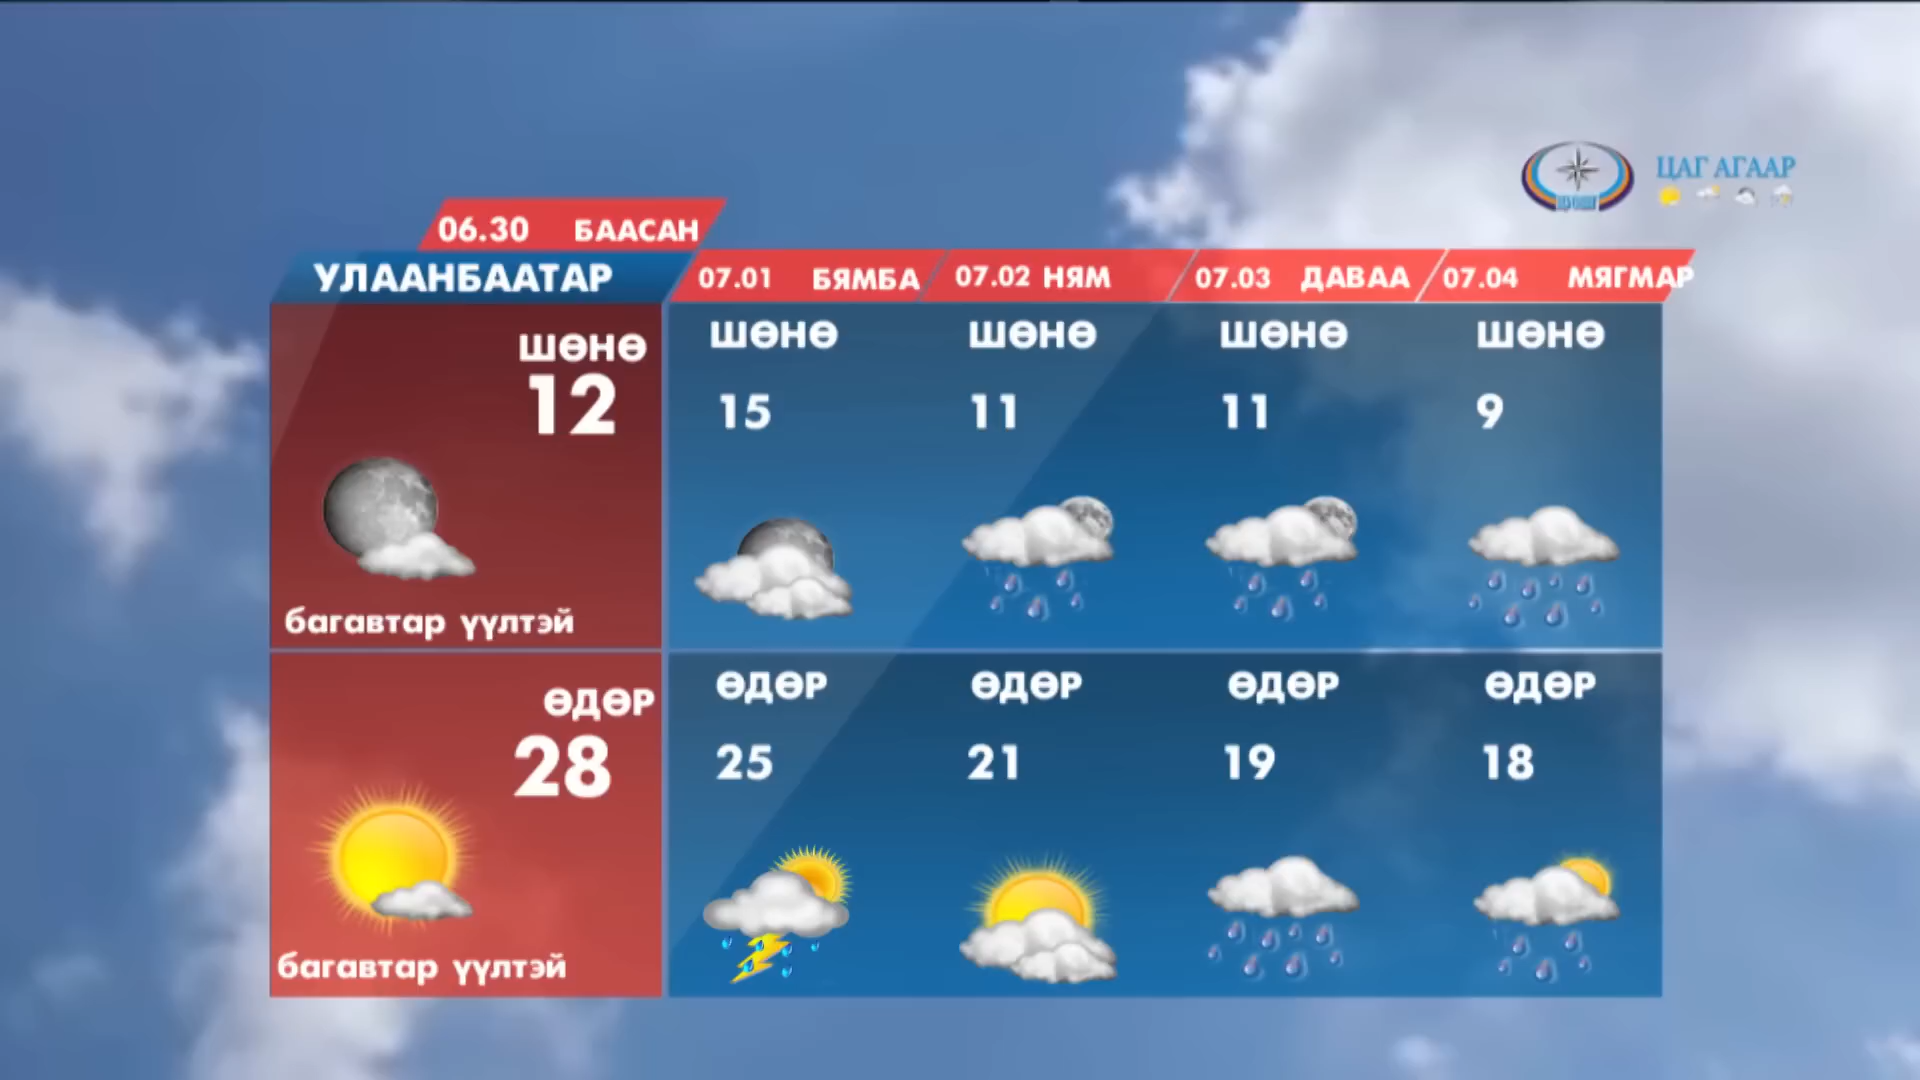 ЦАГ АГААР
06.30 БААСАН
УЛААНБААТАР
07.01 БЯМБА
07.02 НЯМ
07.03 ДАВАА
07.04 МЯГМАР
ШӨНӨ
12
багавтар үүлтэй
ШӨНӨ
15
ШӨНӨ
11
ШӨНӨ
11
ШӨНӨ
9
ӨДӨР
28
багавтар үүлтэй
ӨДӨР
25
ӨДӨР
21
ӨДӨР
19
ӨДӨР
18